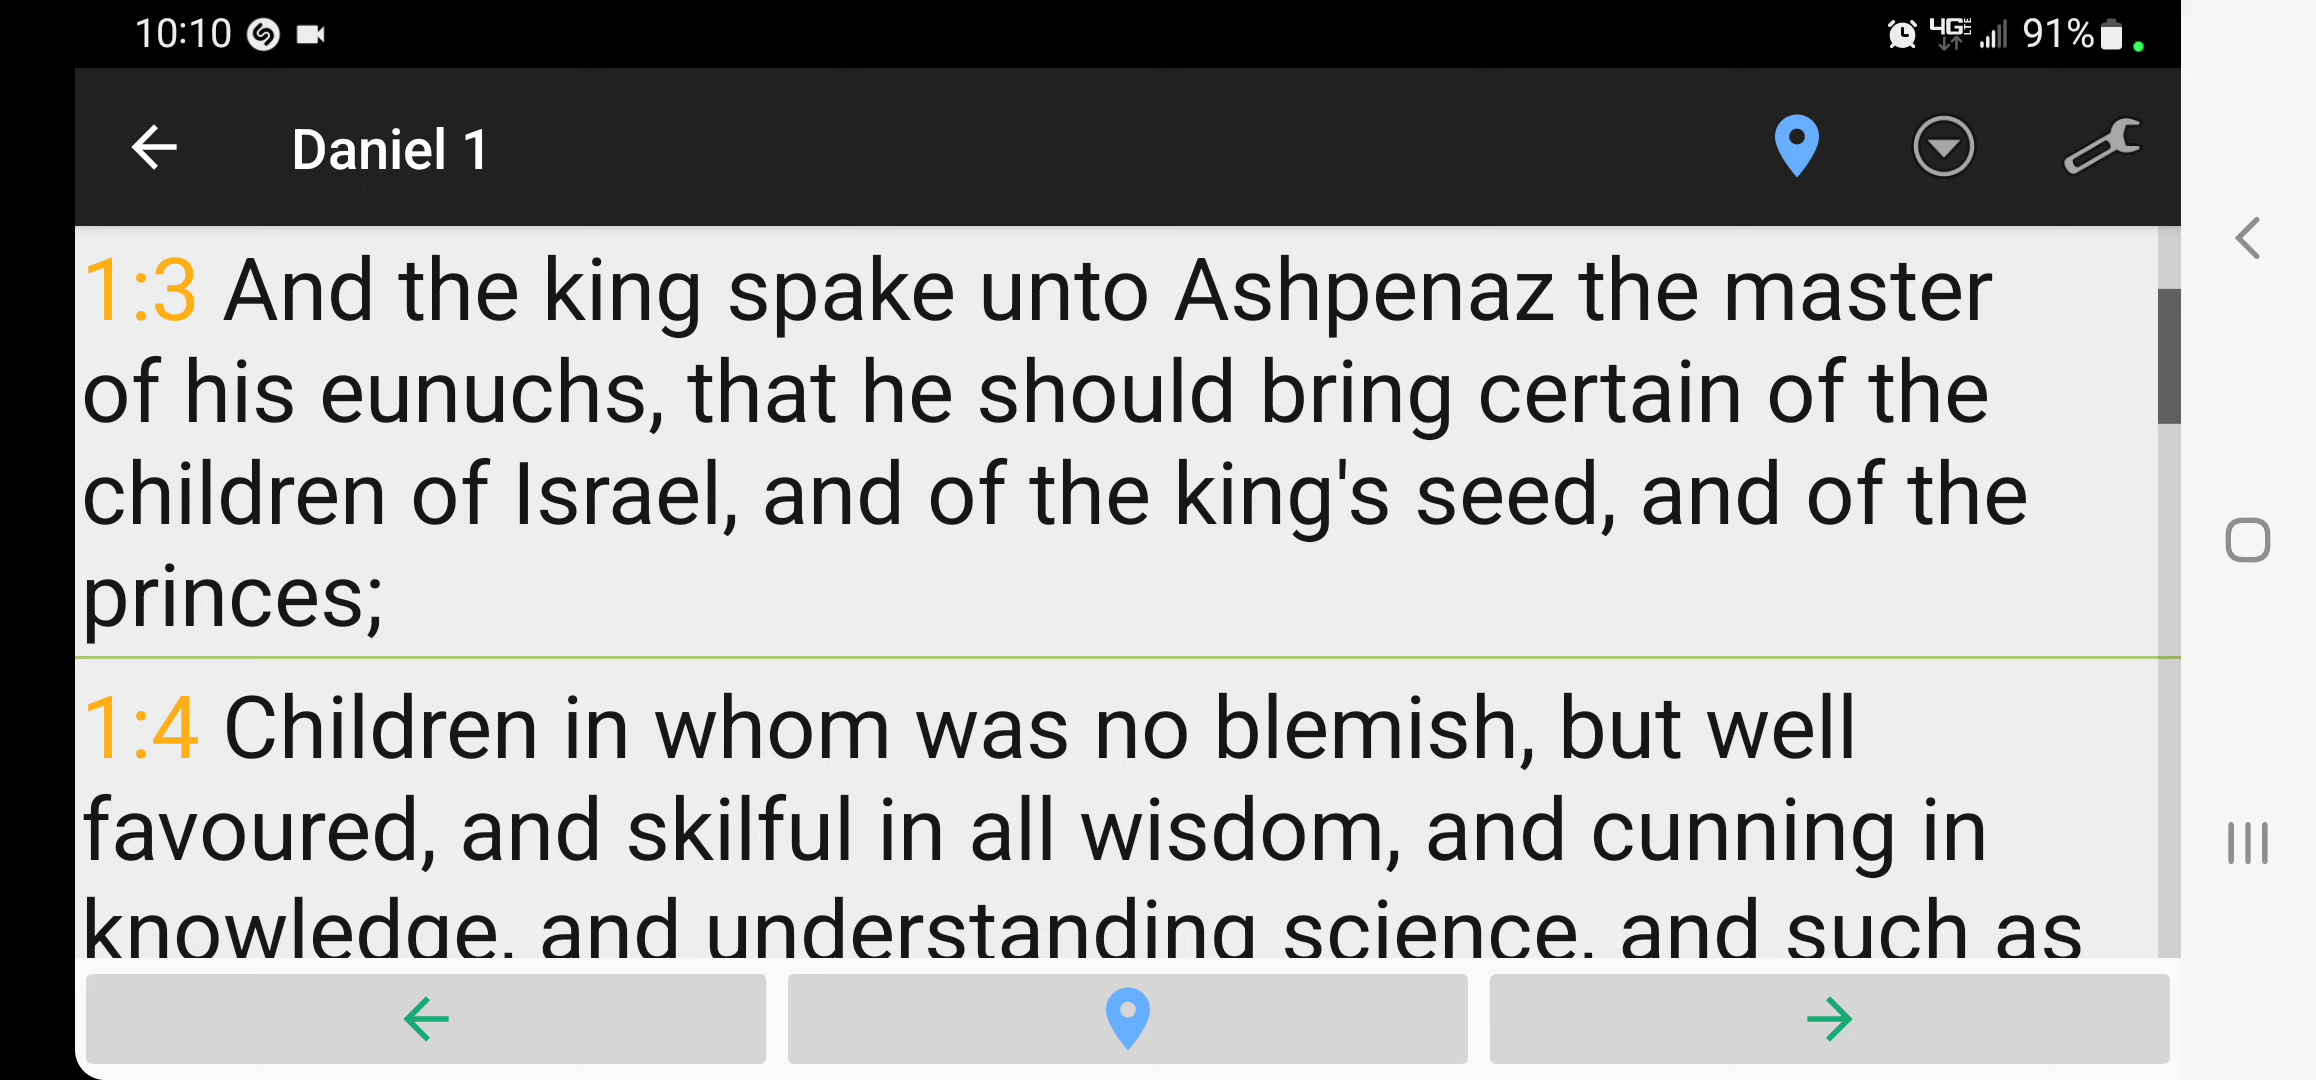 10:10 4G LTE 91%
Daniel 1
1:3 And the king spake unto Ashpenaz the master
of his eunuchs, that he should bring certain of the
children of Israel, and of the king's seed, and of the
princes;
1:4 Children in whom was no blemish, but well
favoured, and skilful in all wisdom, and cunning in
knowledge, and understanding science, and such as